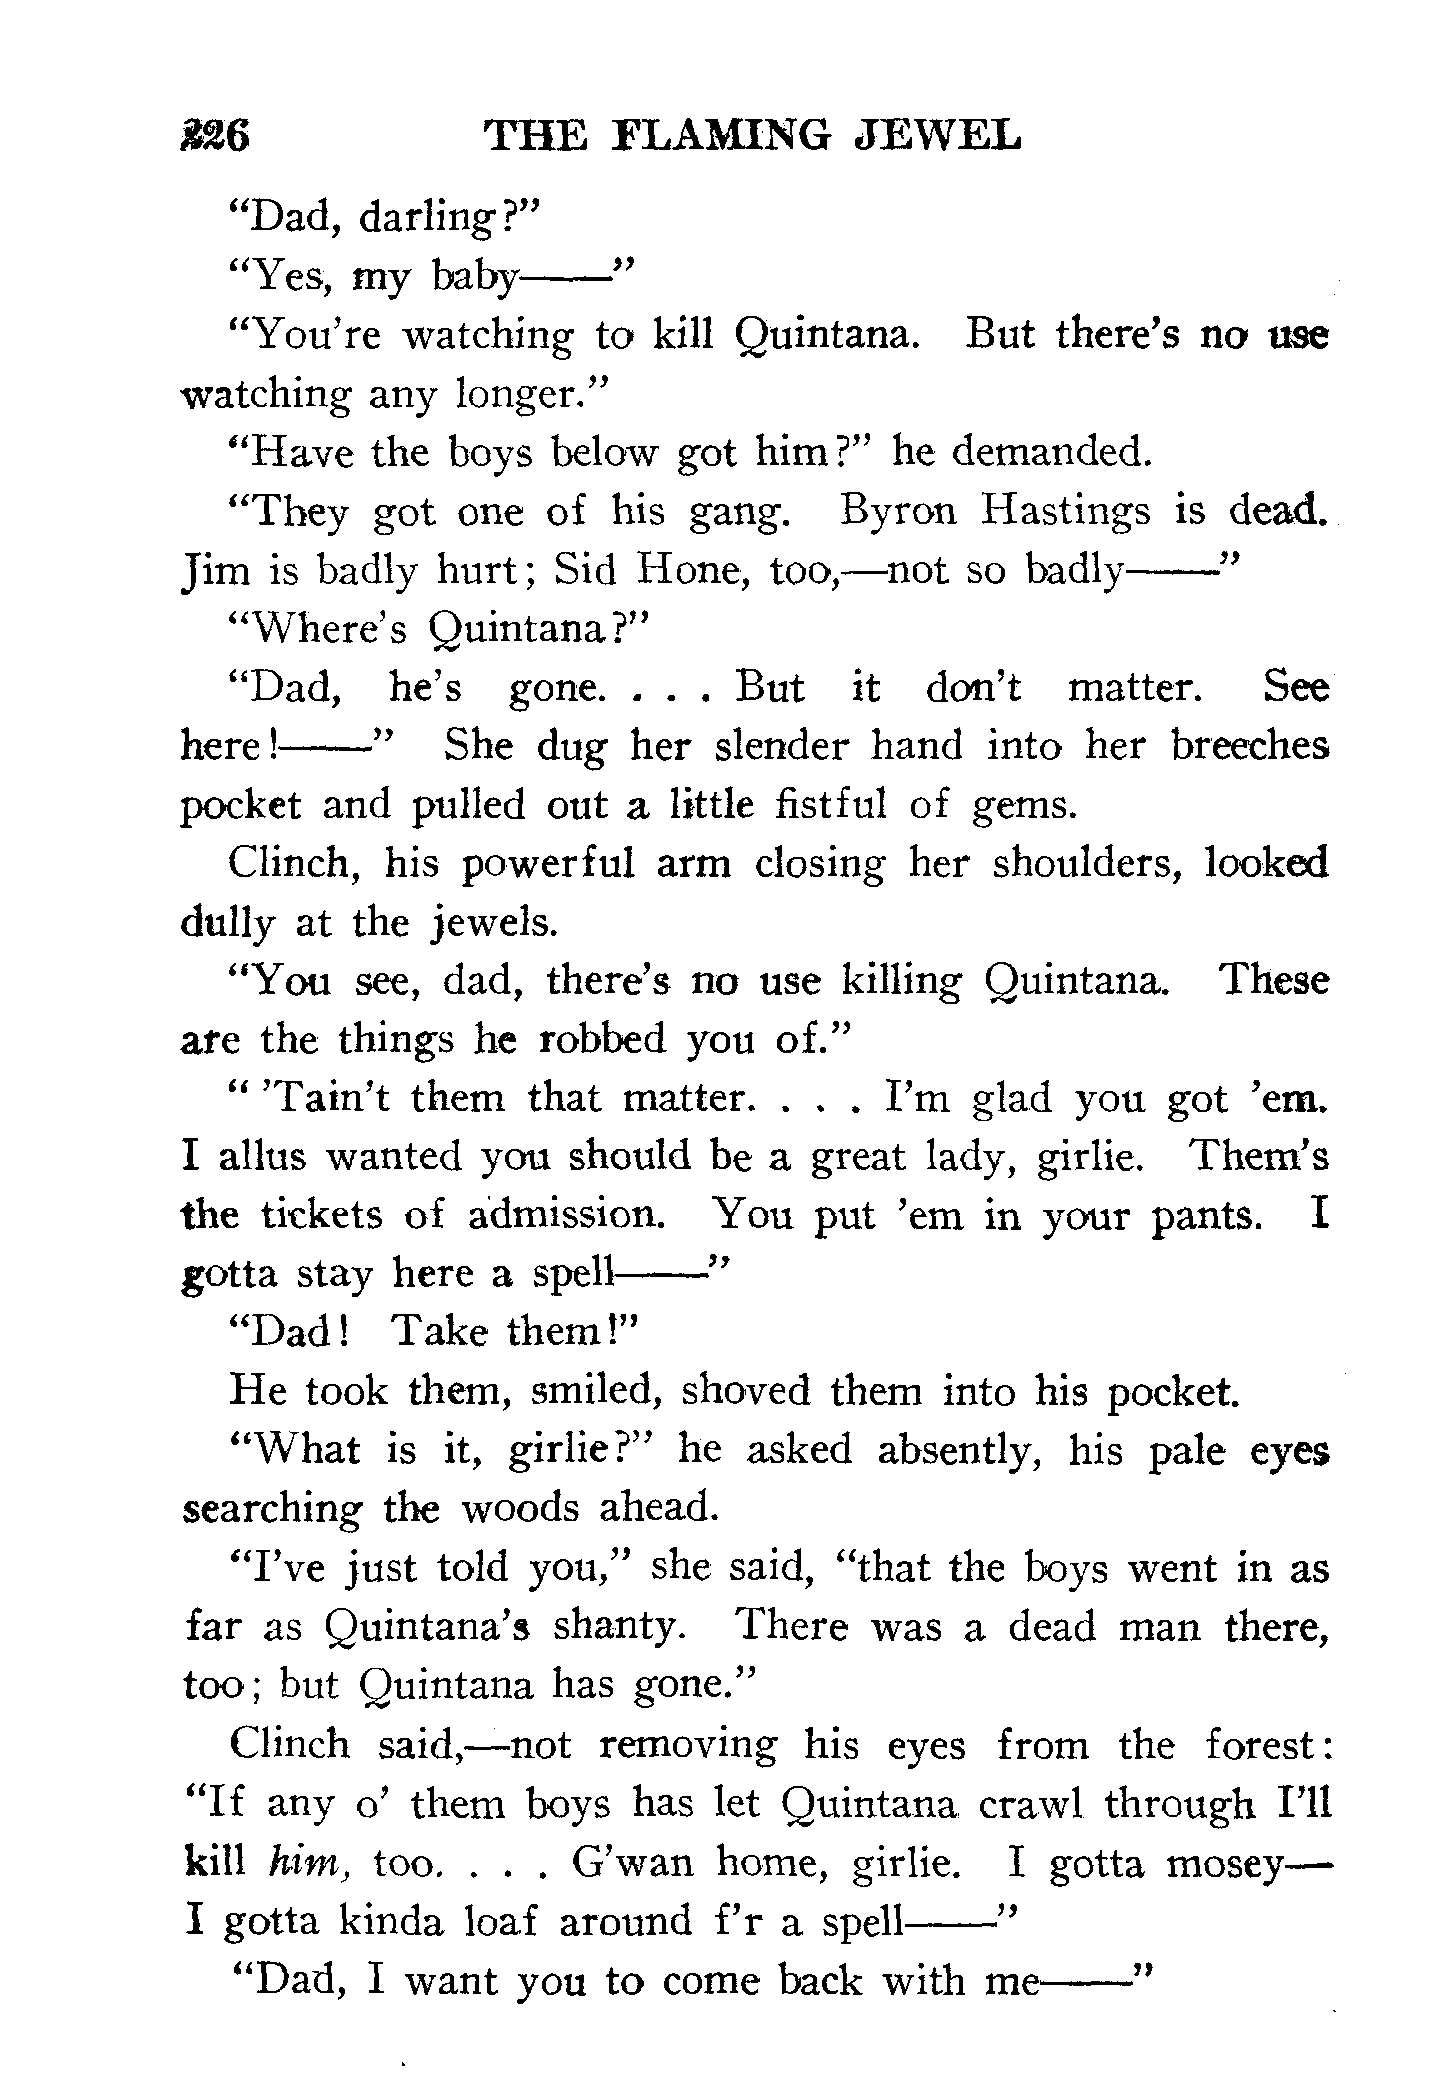 226 THE FLAMING JEWEL
“Dad, darling?”
“Yes, my baby——”
“You’re watching to kill Quintana. But there’s no use
watching any longer.”
“Have the boys below got him?” he demanded.
“They got one of his gang. Byron Hastings is dead.
Jim is badly hurt; Sid Hone, too,—not so badly——”
“Where’s Quintana?”
“Dad, he’s gone. . . . But it don’t matter. See
here!——” She dug her slender hand into her breeches
pocket and pulled out a little fistful of gems.
Clinch, his powerful arm closing her shoulders, looked
dully at the jewels.
“You see, dad, there’s no use killing Quintana. These
are the things he robbed you of.”
“ ’Tain’t them that matter. . . . I’m glad you got ’em.
I allus wanted you should be a great lady, girlie. Them’s
the tickets of admission. You put ’em in your pants. I
gotta stay here a spell——”
“Dad! Take them!”
He took them, smiled, shoved them into his pocket.
“What is it, girlie?” he asked absently, his pale eyes
searching the woods ahead.
“I’ve just told you,” she said, “that the boys went in as
far as Quintana’s shanty. There was a dead man there,
too; but Quintana has gone.”
Clinch said,—not removing his eyes from the forest:
“If any o’ them boys has let Quintana crawl through I’ll
kill him, too. . . . G’wan home, girlie. I gotta mosey—
I gotta kinda loaf around f’r a spell——”
“Dad, I want you to come back with me——”